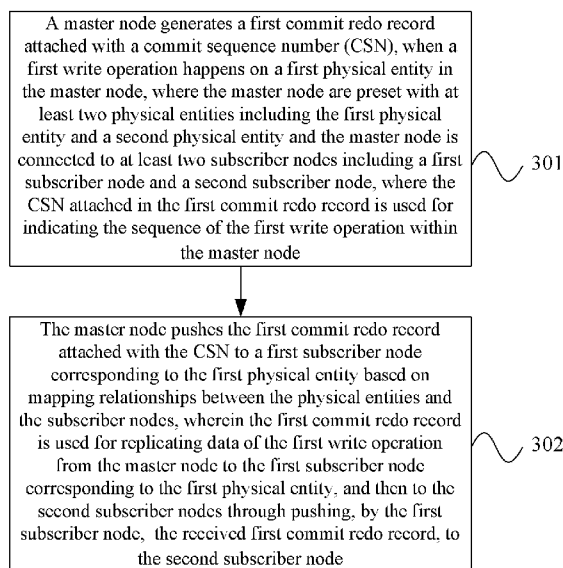 A master node generates a first commit redo record
attached with a commit sequence number (CSN), when a
first write operation happens on a first physical entity in
the master node, where the master node are preset with at
least two physical entities including the first physical
entity and a second physical entity and the master node is
connected to at least two subscriber nodes including a first
subscriber node and a second subscriber node, where the
CSN attached in the first commit redo record is used for
indicating the sequence of the first write operation within
the master node
301
The master node pushes the first commit redo record
attached with the CSN to a first subscriber node
corresponding to the first physical entity based on
mapping relationships between the physical entities and
the subscriber nodes, wherein the first commit redo record
is used for replicating data of the first write operation
from the master node to the first subscriber node
corresponding to the first physical entity, and then to the
second subscriber nodes through pushing, by the first
subscriber node, the received first commit redo record, to
the second subscriber node
302